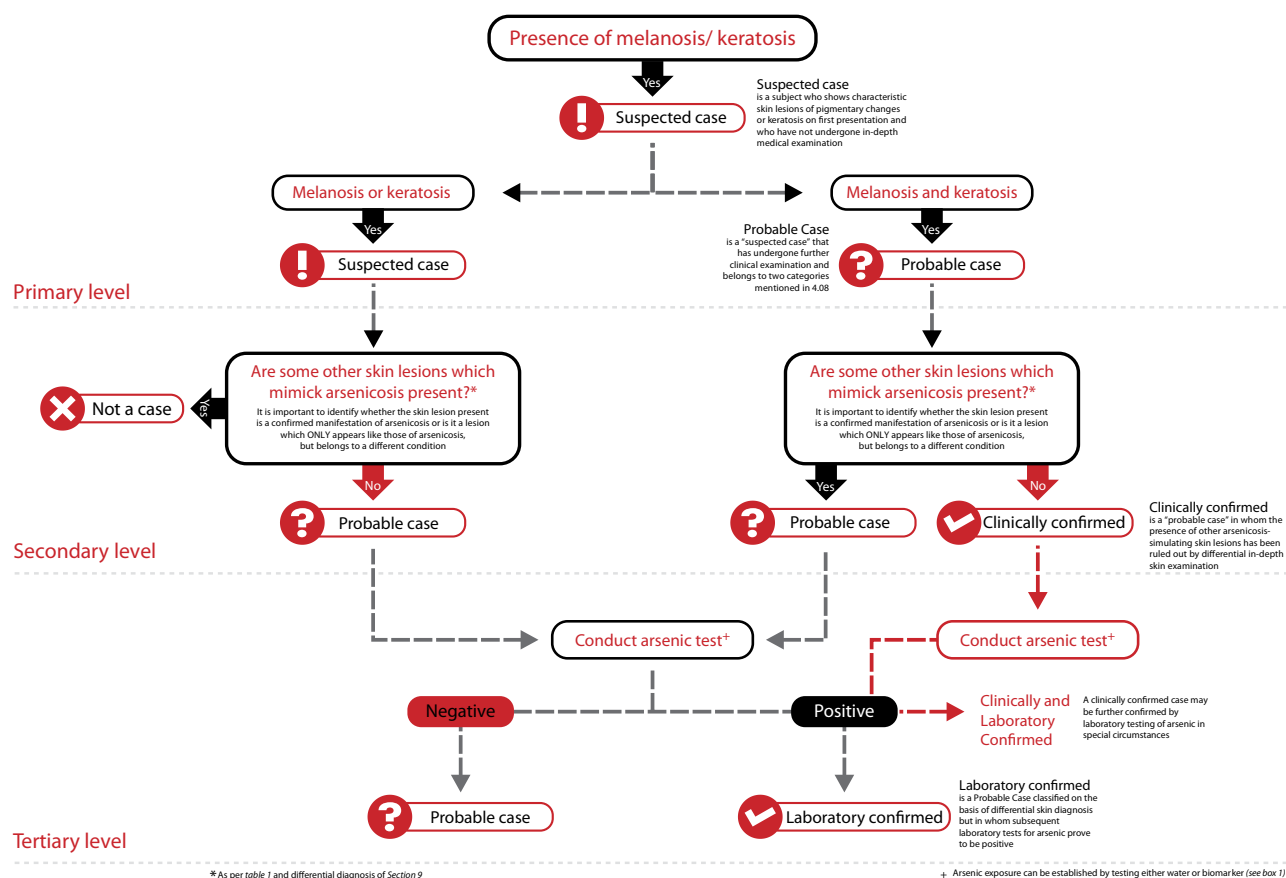 Presence of melanosis/ keratosis
Yes
Suspected case
Suspected case
is a subject who shows characteristic
skin lesions of pigmentary changes
or keratosis on first presentation and
who have not undergone in-depth
medical examination
Melanosis or keratosis
Yes
Suspected case
Melanosis and keratosis
Yes
Probable case
Probable Case
is a "suspected case" that
has undergone further
clinical examination and
belongs to two categories
mentioned in 4.08
Primary level
Are some other skin lesions which
mimick arsenicosis present?*
It is important to identify whether the skin lesion present
is a confirmed manifestation of arsenicosis or is it a lesion
which ONLY appears like those of arsenicosis,
but belongs to a different condition
Yes
Not a case
No
Probable case
Are some other skin lesions which
mimick arsenicosis present?*
It is important to identify whether the skin lesion present
is a confirmed manifestation of arsenicosis or is it a lesion
which ONLY appears like those of arsenicosis,
but belongs to a different condition
Yes
Probable case
No
Clinically confirmed
Clinically confirmed
is a "probable case" in whom the
presence of other arsenicosis-
simulating skin lesions has been
ruled out by differential in-depth
skin examination
Secondary level
Conduct arsenic test+
Conduct arsenic test+
Negative
Positive
Clinically and
Laboratory
Confirmed
A clinically confirmed case may
be further confirmed by
laboratory testing of arsenic in
special circumstances
Probable case
Laboratory confirmed
Laboratory confirmed
is a Probable Case classified on the
basis of differential skin diagnosis
but in whom subsequent
laboratory tests for arsenic prove
to be positive
Tertiary level
* As per table 1 and differential diagnosis of Section 9
+ Arsenic exposure can be established by testing either water or biomarker (see box 1)